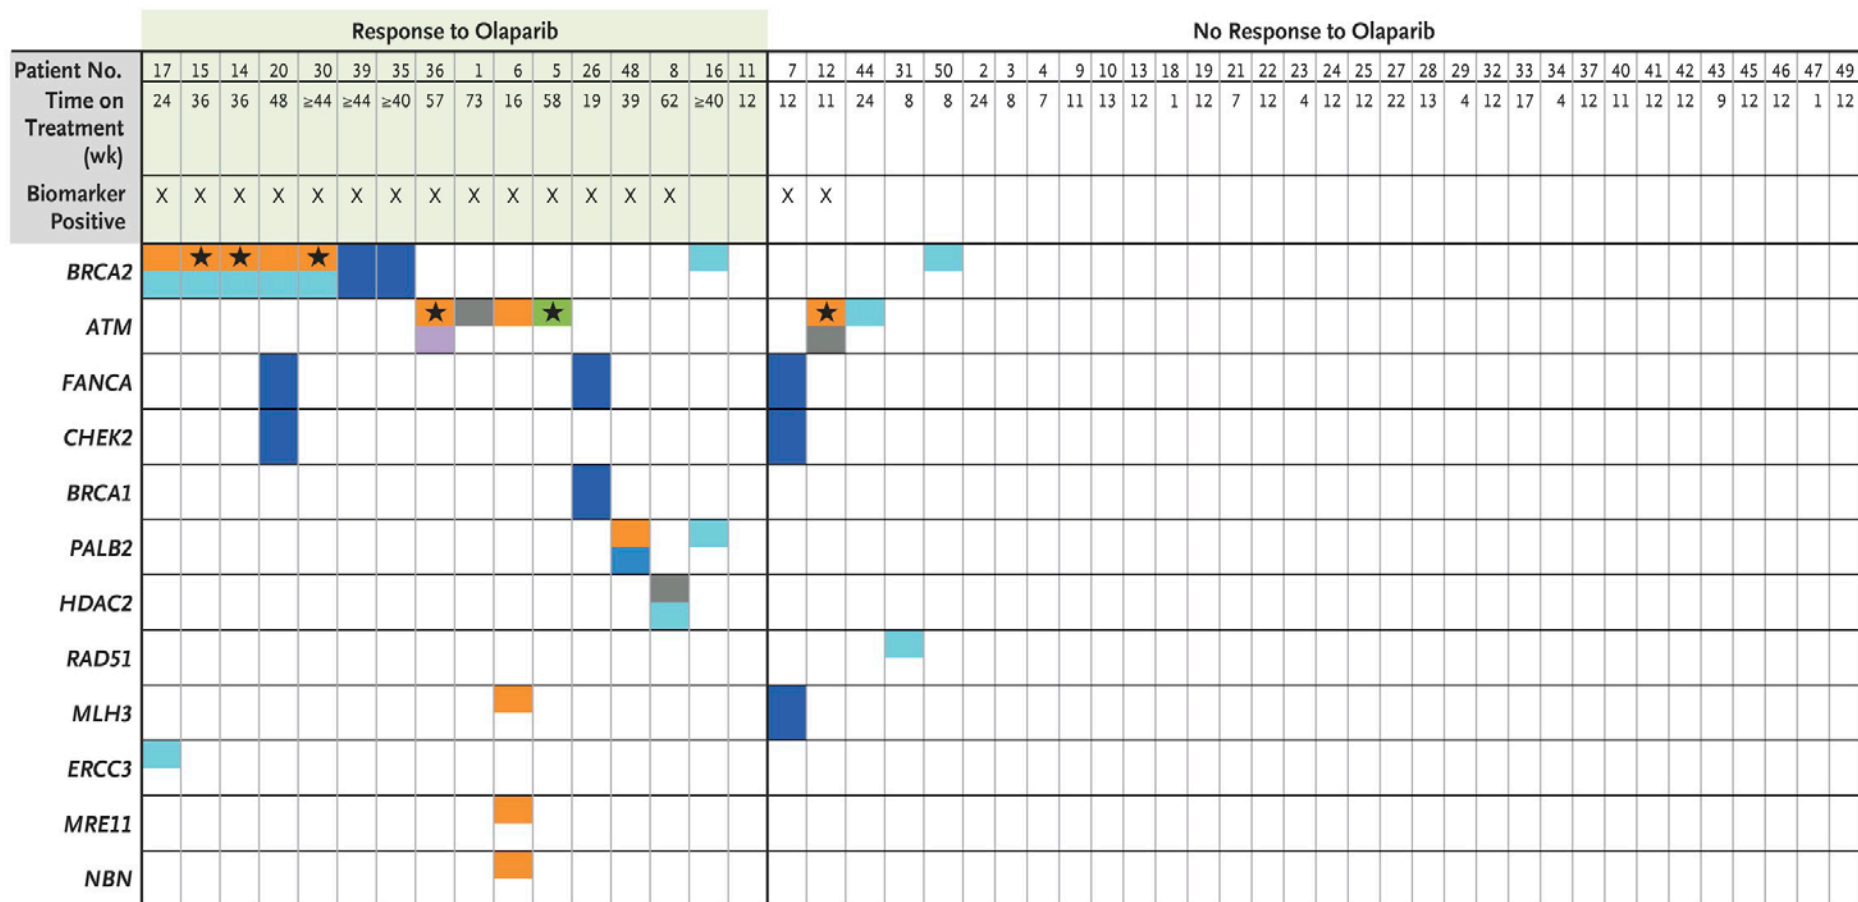 Response to Olaparib No Response to Olaparib
Patient No. 17 15 14 20 30 39 35 36 1 6 5 26 48 8 16 11 7 12 44 31 50 2 3 4 9 10 13 18 19 21 22 23 24 25 27 28 29 32 33 34 37 40 41 42 43 45 46 47 49
Time on 24 36 36 48 ≥44 ≥44 ≥40 57 73 16 58 19 39 62 ≥40 12 12 11 24 8 8 24 8 7 11 13 12 1 12 7 12 4 12 12 22 13 4 12 17 4 12 11 12 12 9 12 12 1 12
Treatment
(wk)
Biomarker X X X X X X X X X X X X X X X X
Positive
BRCA2
ATM
FANCA
CHEK2
BRCA1
PALB2
HDAC2
RAD51
MLH3
ERCC3
MRE11
NBN